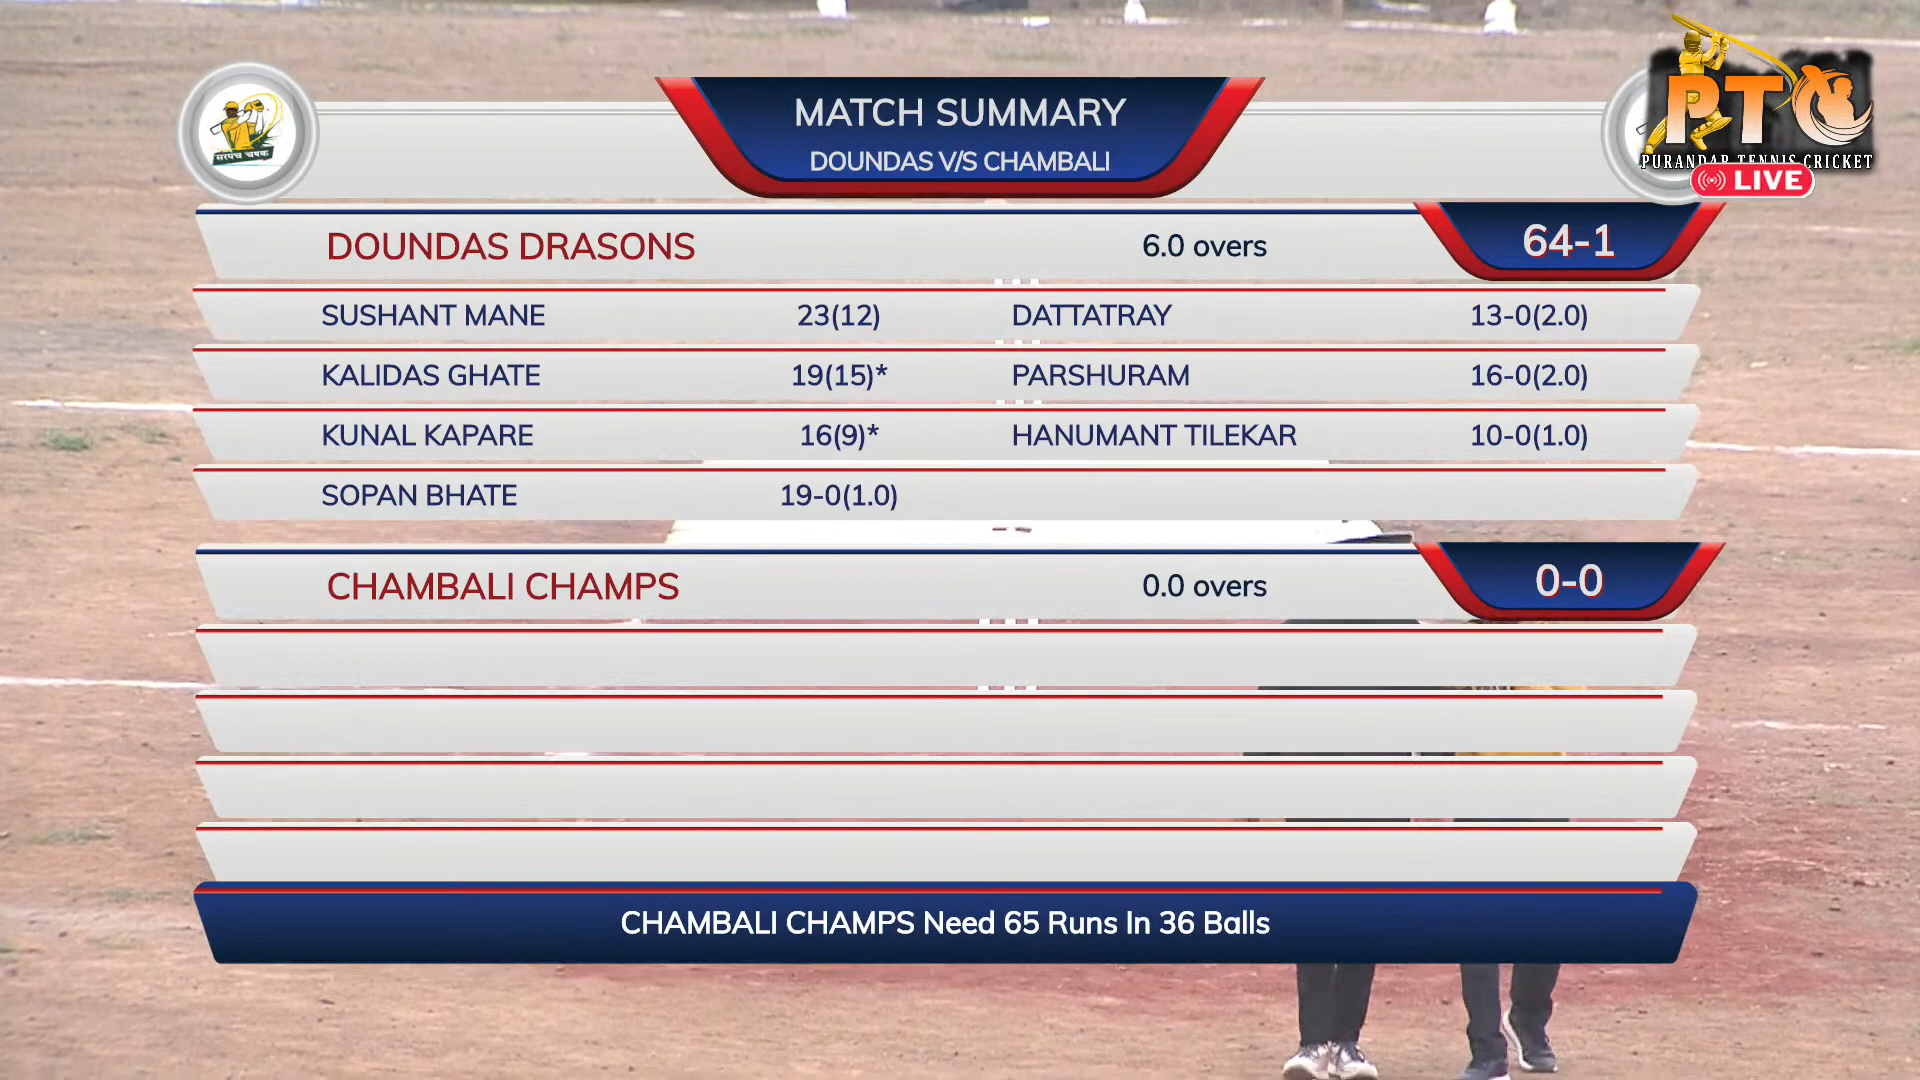 MATCH SUMMARY
DOUNDAS V/S CHAMBALI
सरपंच चषक
PTC
PURANDAR TENNIS CRICKET
LIVE
DOUNDAS DRASONS 6.0 overs 64-1
SUSHANT MANE 23(12) DATTATRAY 13-0(2.0)
KALIDAS GHATE 19(15)* PARSHURAM 16-0(2.0)
KUNAL KAPARE 16(9)* HANUMANT TILEKAR 10-0(1.0)
SOPAN BHATE 19-0(1.0)
CHAMBALI CHAMPS 0.0 overs 0-0
CHAMBALI CHAMPS Need 65 Runs In 36 Balls